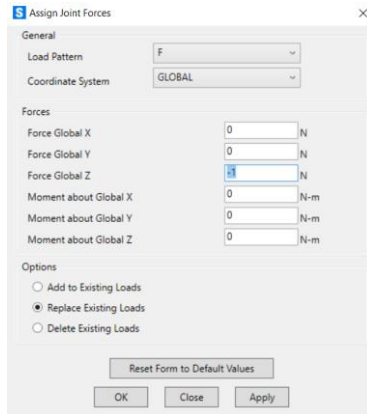 S Assign Joint Forces
General
Load Pattern F
Coordinate System GLOBAL
Forces
Force Global X 0 N
Force Global Y 0 N
Force Global Z -1 N
Moment about Global X 0 N-m
Moment about Global Y 0 N-m
Moment about Global Z 0 N-m
Options
Add to Existing Loads
Replace Existing Loads
Delete Existing Loads
Reset Form to Default Values
OK Close Apply